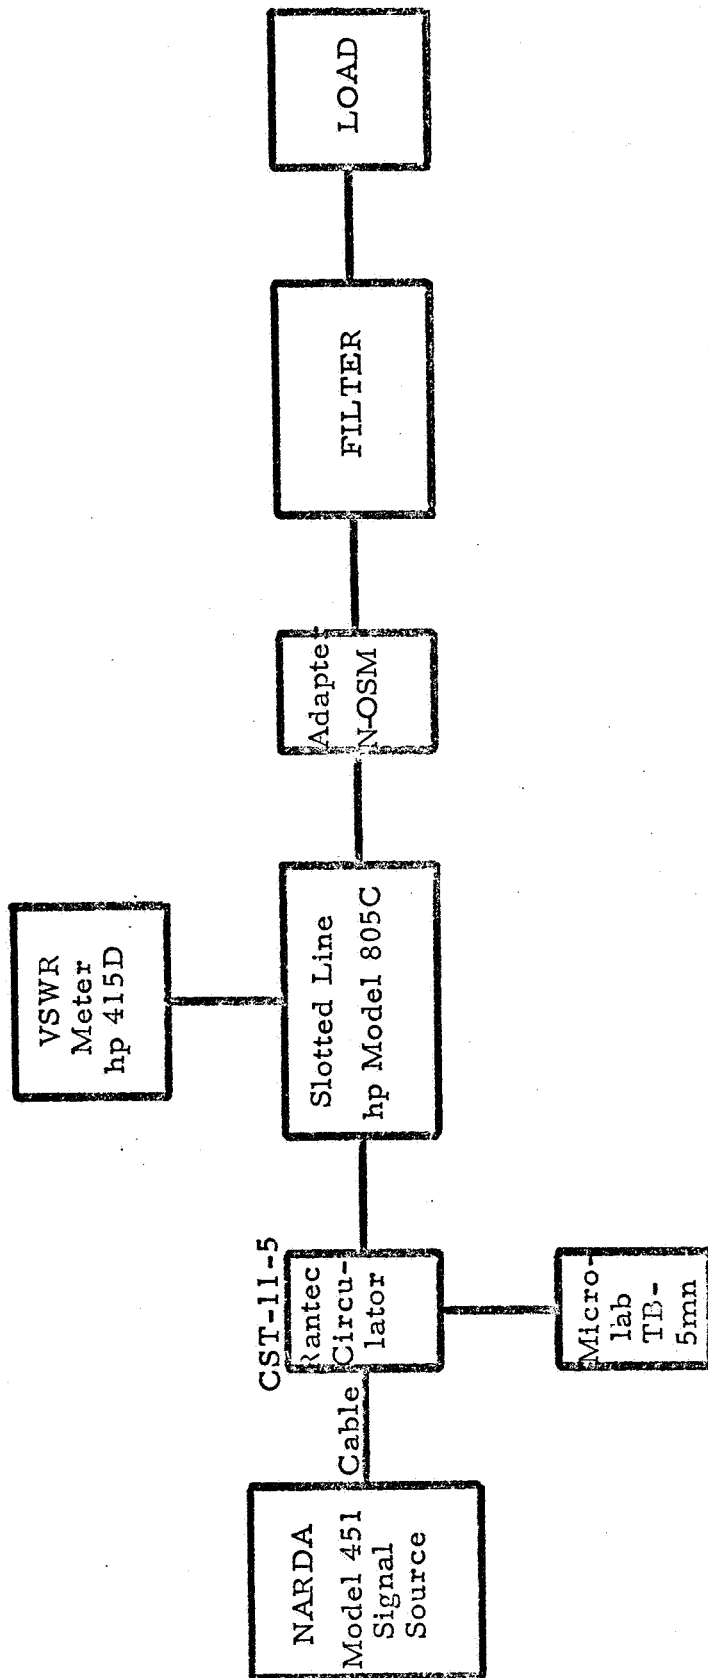 NARDA
Model 451
Signal
Source
Cable
CST-11-5
Rantec
Circu-
lator
Micro-
lab
TB-
5mn
VSWR
Meter
hp 415D
Slotted Line
hp Model 805C
Adapter
N-OSM
FILTER
LOAD